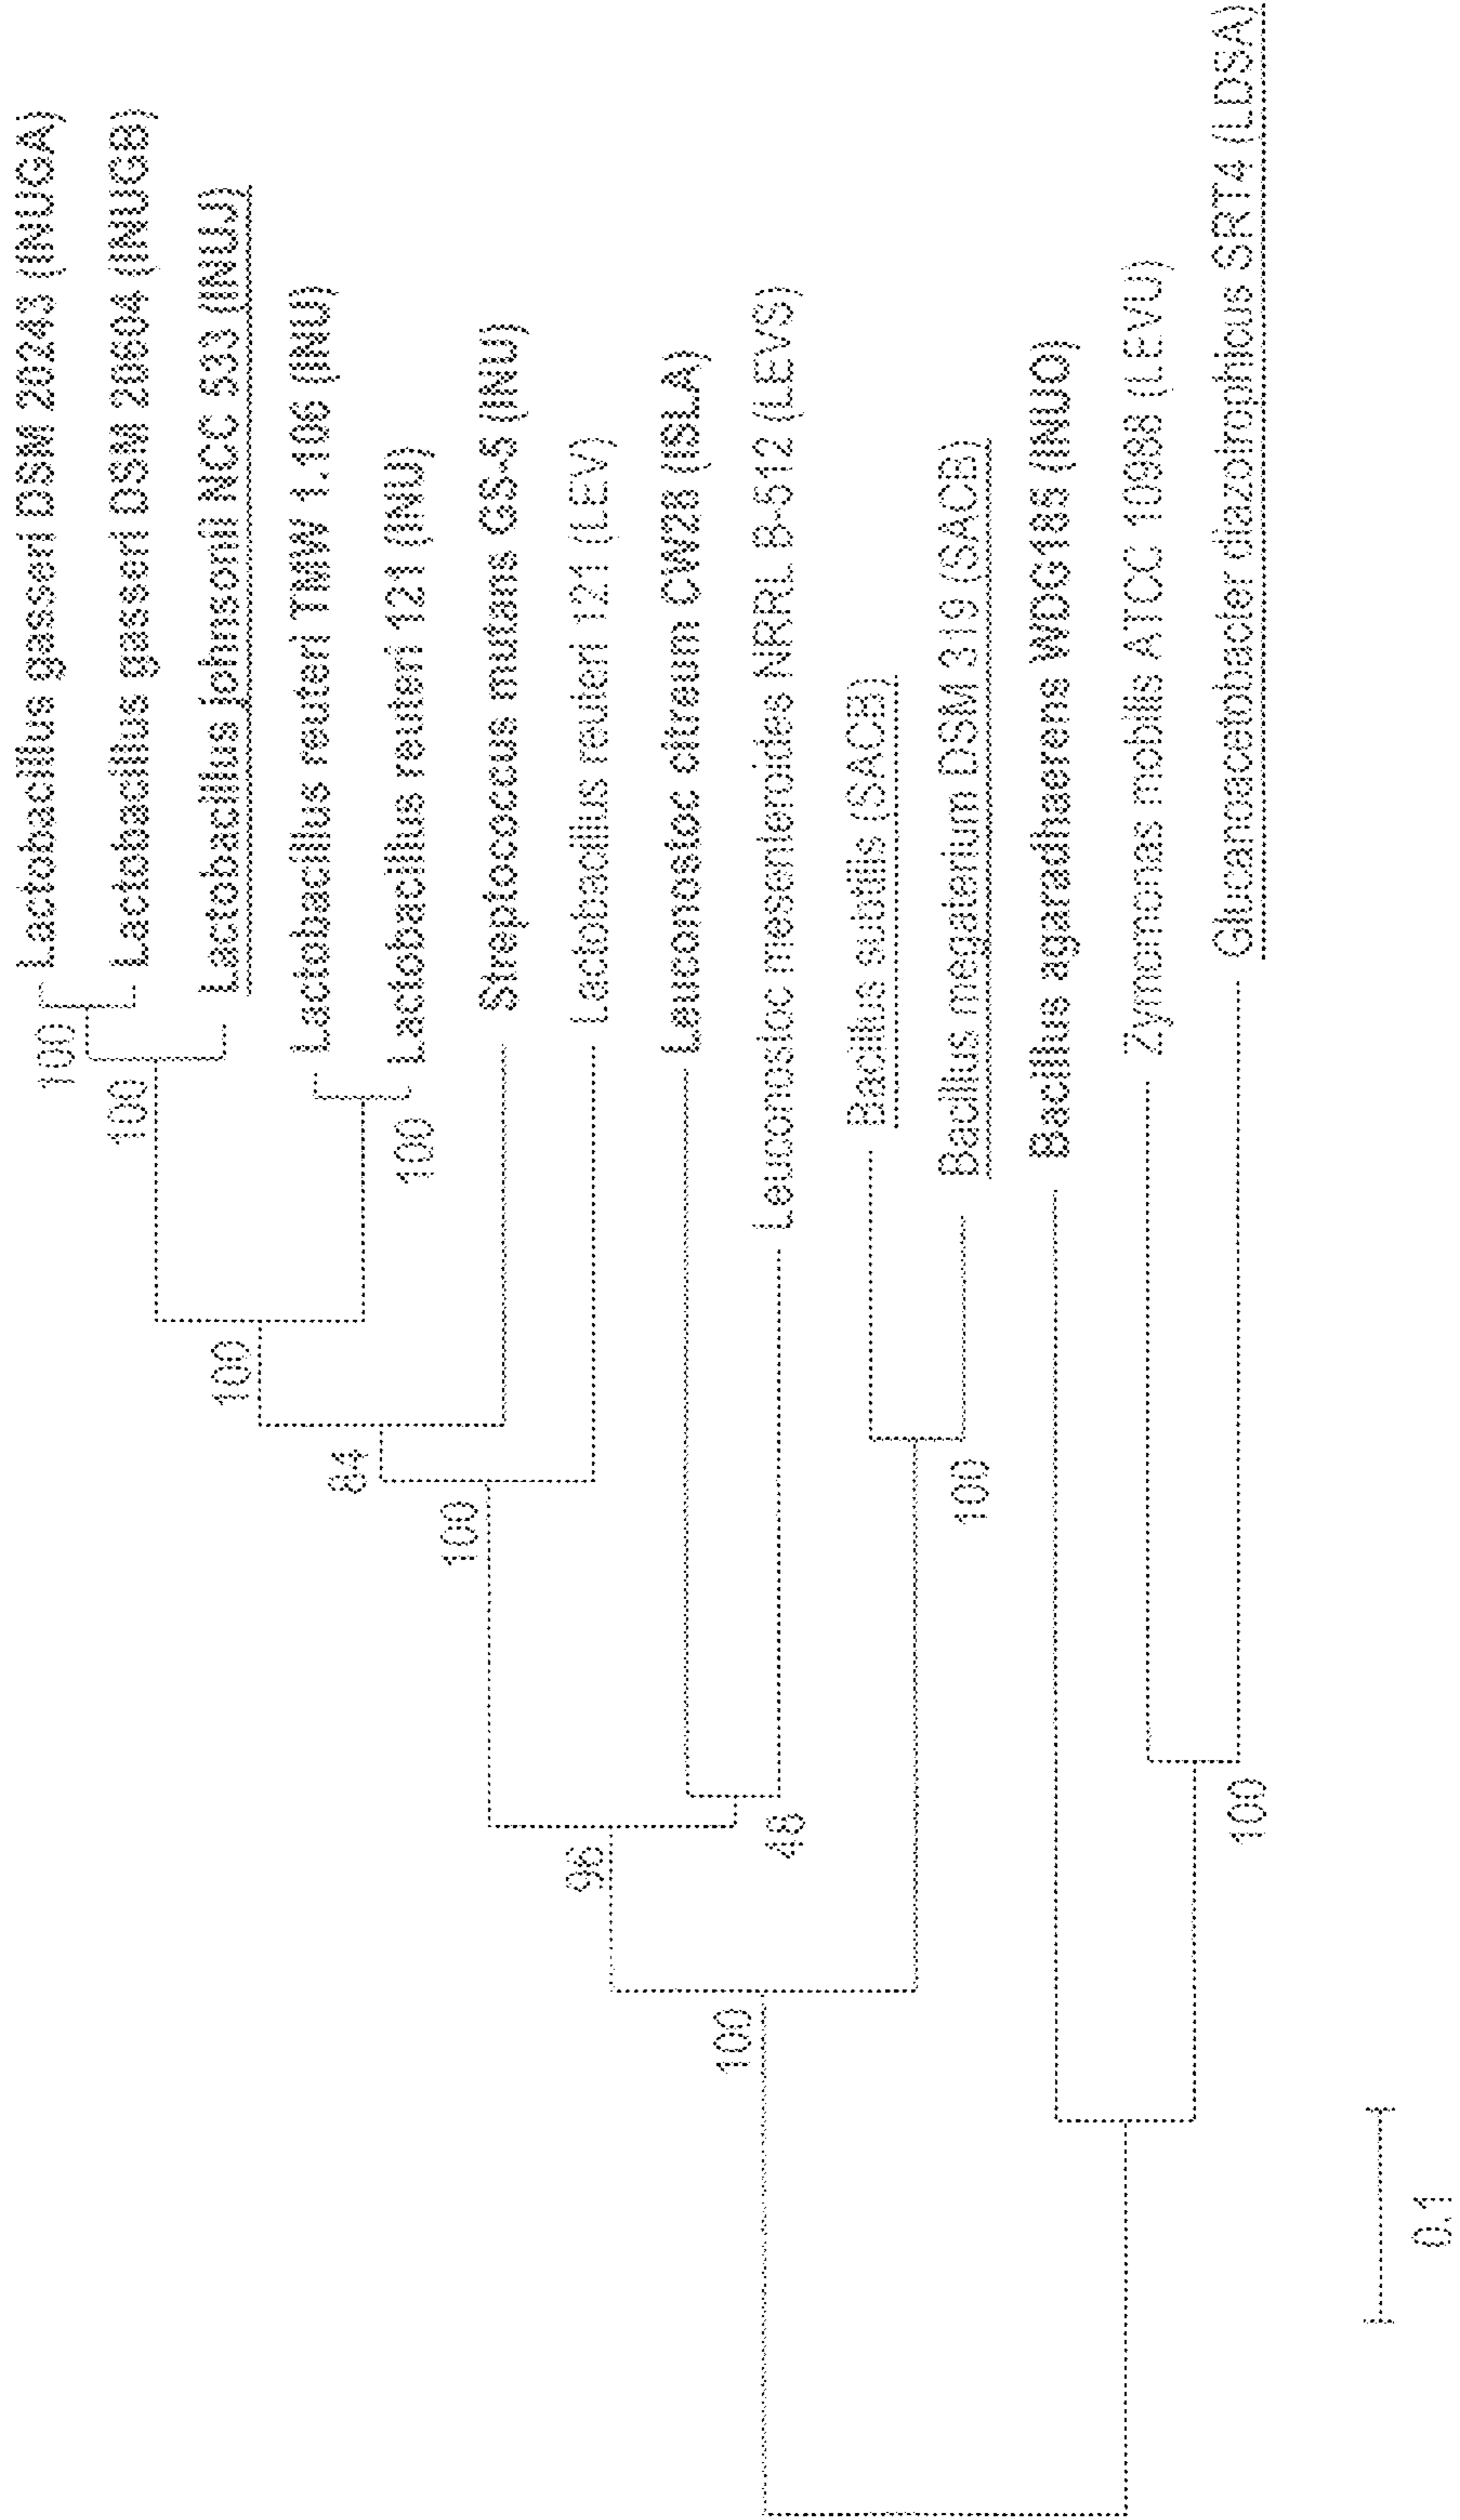 Lactobacillus gasseri DSM 20243 (INUGA)
Lactobacillus gasseri DSM 20604 (INUGB)
Lactobacillus johnsonii NCC 533 (INUJ)
Lactobacillus reuteri TMW 1.106 (INU)
Lactobacillus reuteri 121 (INU)
Streptococcus mutans GS-5 (INU)
Lactobacillus reuteri 121 (LEV)
Leuconostoc citreum CW28 (ISLA)
Leuconostoc mesenteroides NRRL B-512 (LEVS)
Bacillus subtilis (SACB)
Bacillus megaterium DSM 319 (SACB)
Bacillus agaradhaerens WDG185 (INUO)
Zymomonas mobilis ATCC 10988 (LEVU)
Glucanoacetobacter diazotrophicus SRT4 (LDSA)
100
100
100
100
84
100
48
96
100
100
100
0.1